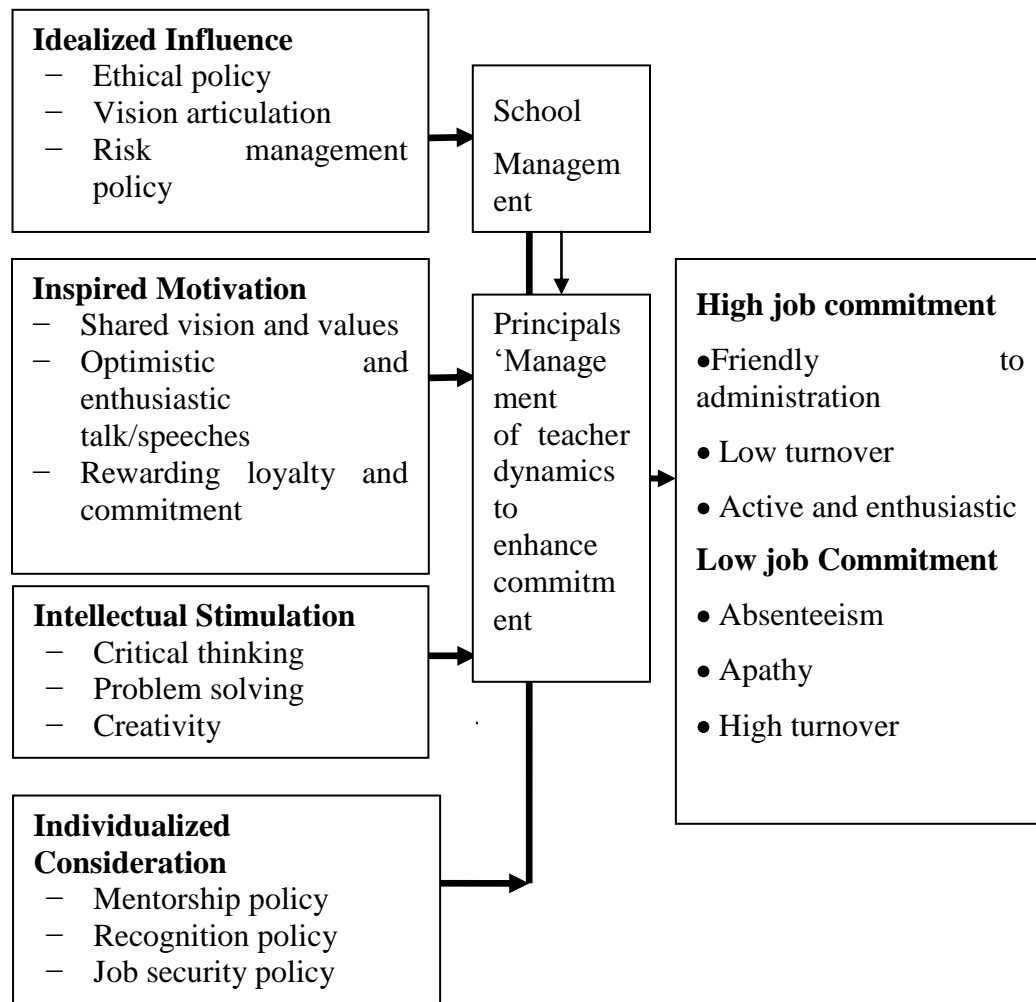 Idealized Influence
− Ethical policy
− Vision articulation
− Risk management
policy
School
Managem
ent
Inspired Motivation
− Shared vision and values
− Optimistic and
enthusiastic
talk/speeches
− Rewarding loyalty and
commitment
Principals
‘Manage
ment
of teacher
dynamics
to
enhance
commitm
ent
High job commitment
•Friendly to
administration
• Low turnover
• Active and enthusiastic
Low job Commitment
• Absenteeism
• Apathy
• High turnover
Intellectual Stimulation
− Critical thinking
− Problem solving
− Creativity
Individualized
Consideration
− Mentorship policy
− Recognition policy
− Job security policy